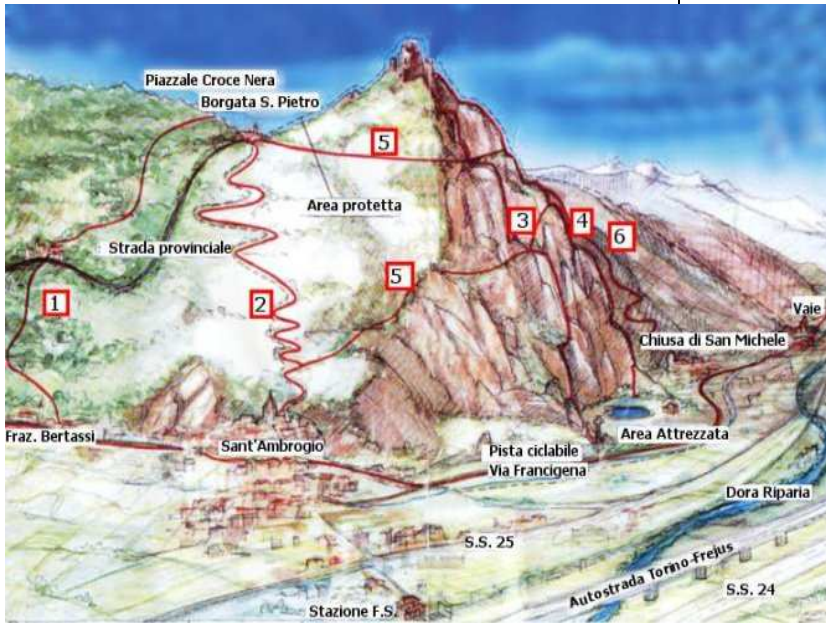 Piazzale Croce Nera
Borgata S. Pietro
5
Area protetta
3
4
6
Strada provinciale
5
1
2
Vaie
Chiusa di San Michele
Fraz. Bertassi
Sant'Ambrogio
Area Attrezzata
Pista ciclabile
Via Francigena
Dora Riparia
S.S. 25
Autostrada Torino-Frejus
S.S. 24
Stazione F.S.